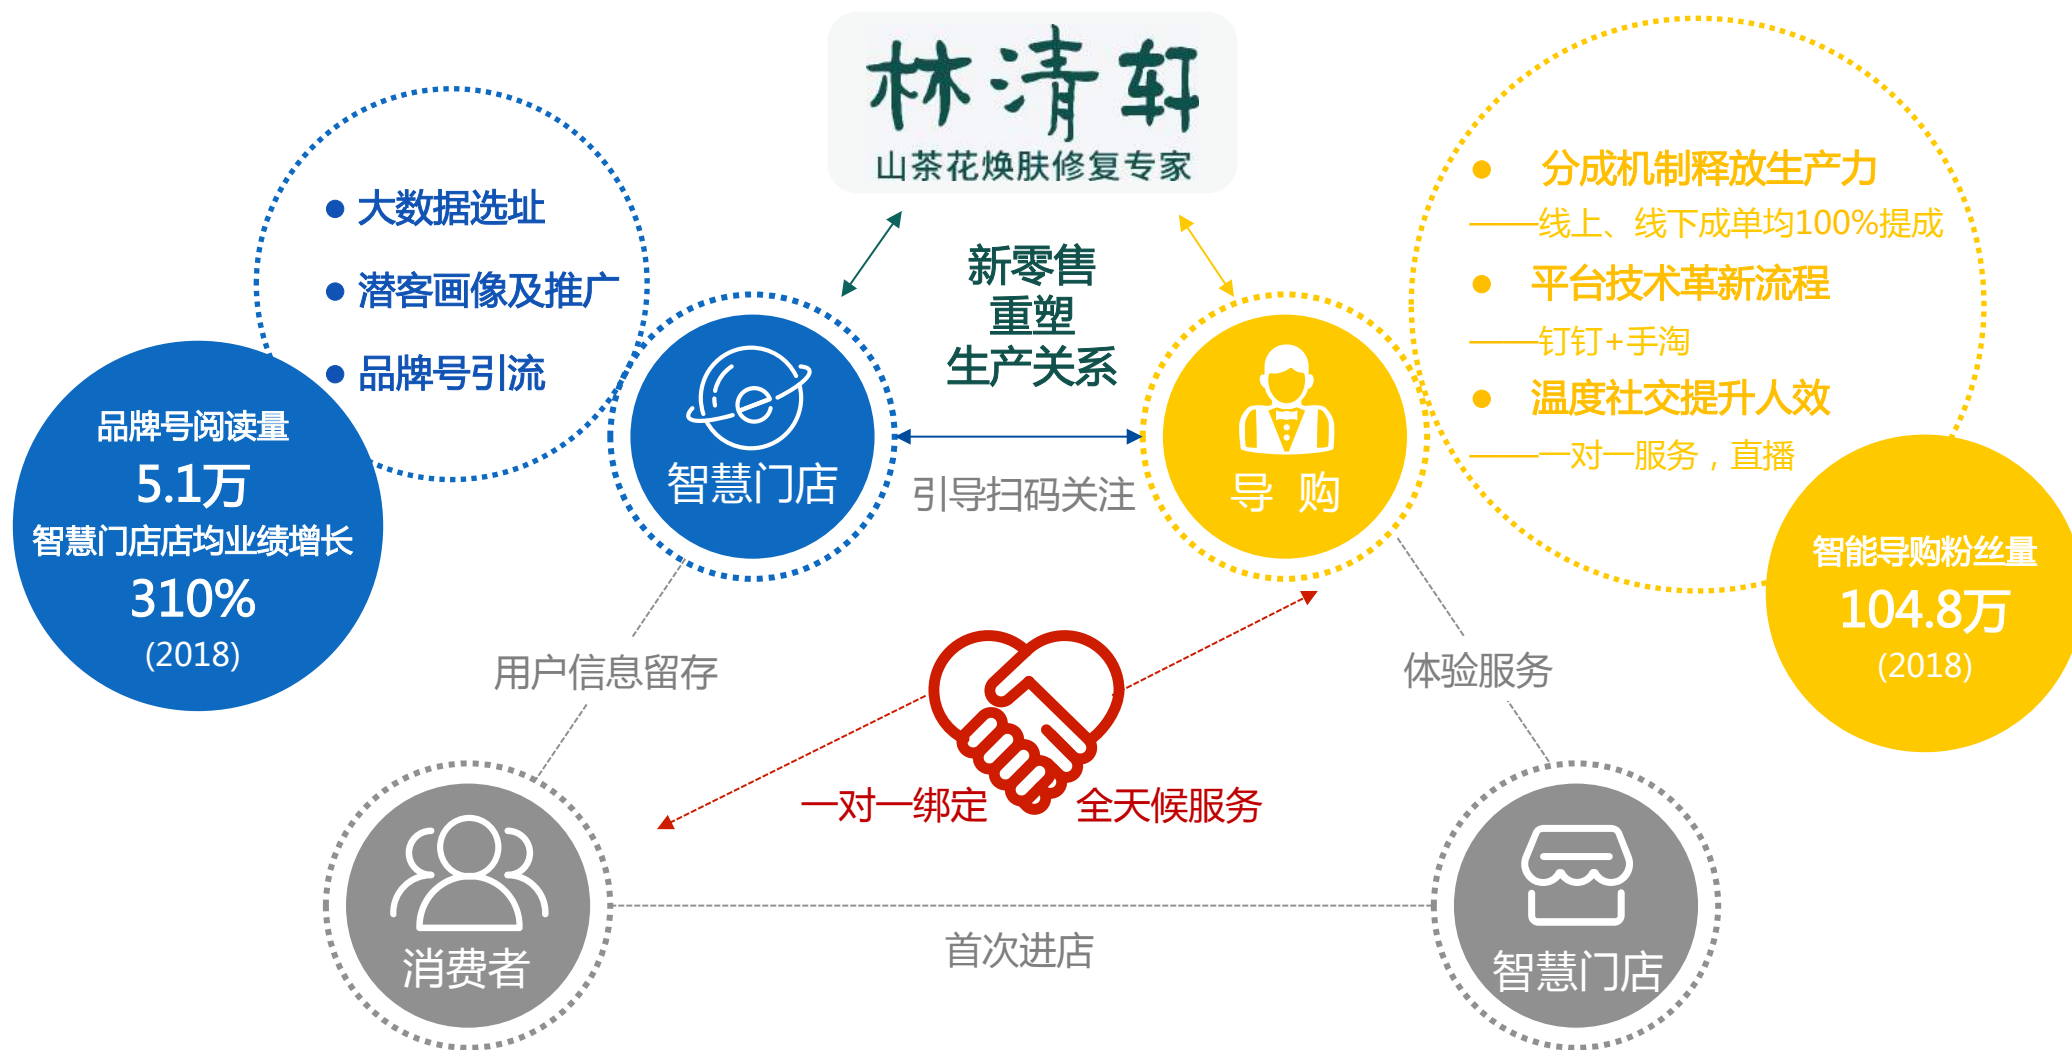 林清轩
山茶花焕肤修复专家
新零售
重塑
生产关系
● 大数据选址
● 潜客画像及推广
● 品牌号引流
品牌号阅读量
5.1万
智慧门店店均业绩增长
310%
(2018)
智慧门店
引导扫码关注
导 购
● 分成机制释放生产力
——线上、线下成单均100%提成
● 平台技术革新流程
——钉钉+手淘
● 温度社交提升人效
——一对一服务，直播
智能导购粉丝量
104.8万
(2018)
用户信息留存
体验服务
一对一绑定
全天候服务
消费者
首次进店
智慧门店